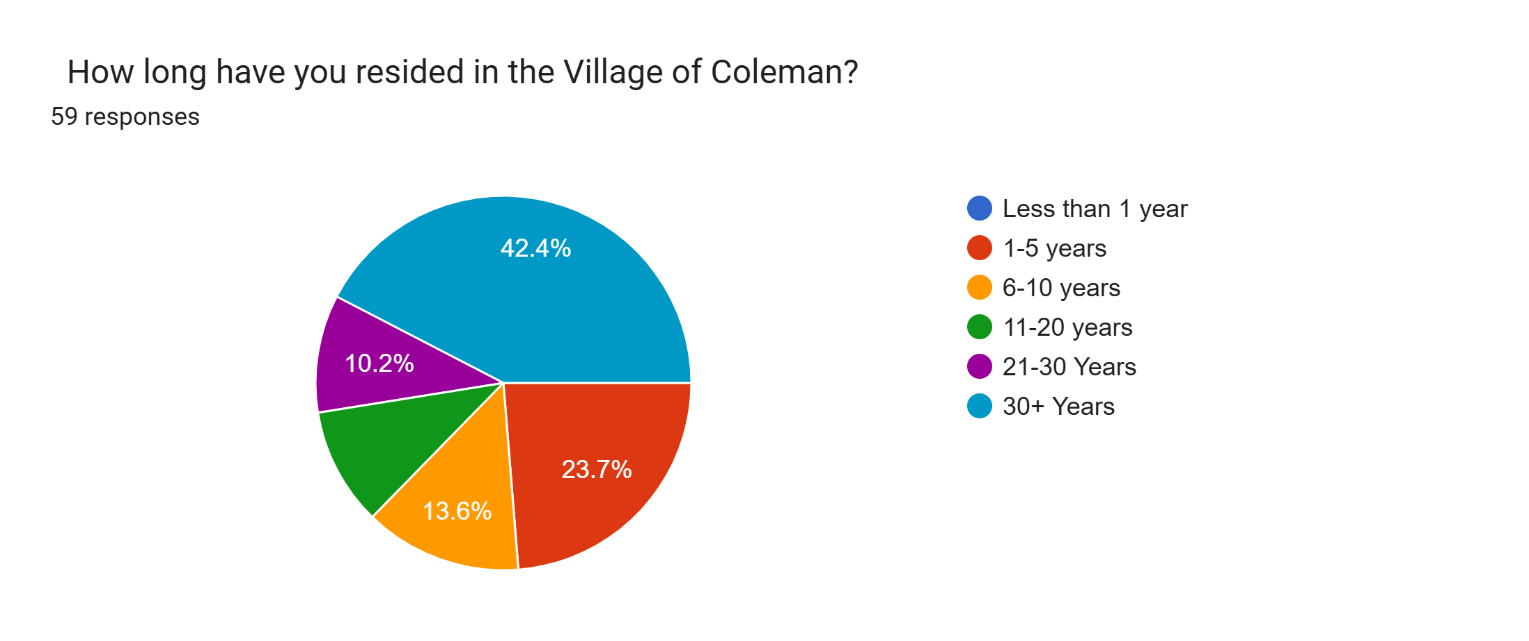 How long have you resided in the Village of Coleman?
59 responses
42.4%
10.2%
23.7%
13.6%
Less than 1 year
1-5 years
6-10 years
11-20 years
21-30 Years
30+ Years